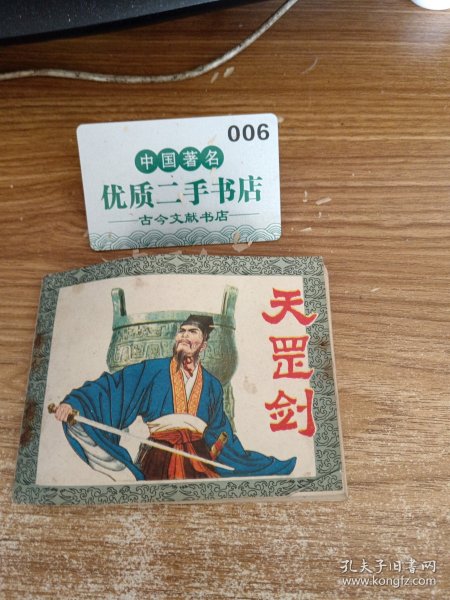 006
中国著名
优质二手书店
古今文献书店
天罡剑
孔夫子旧书网
www.kongfz.com